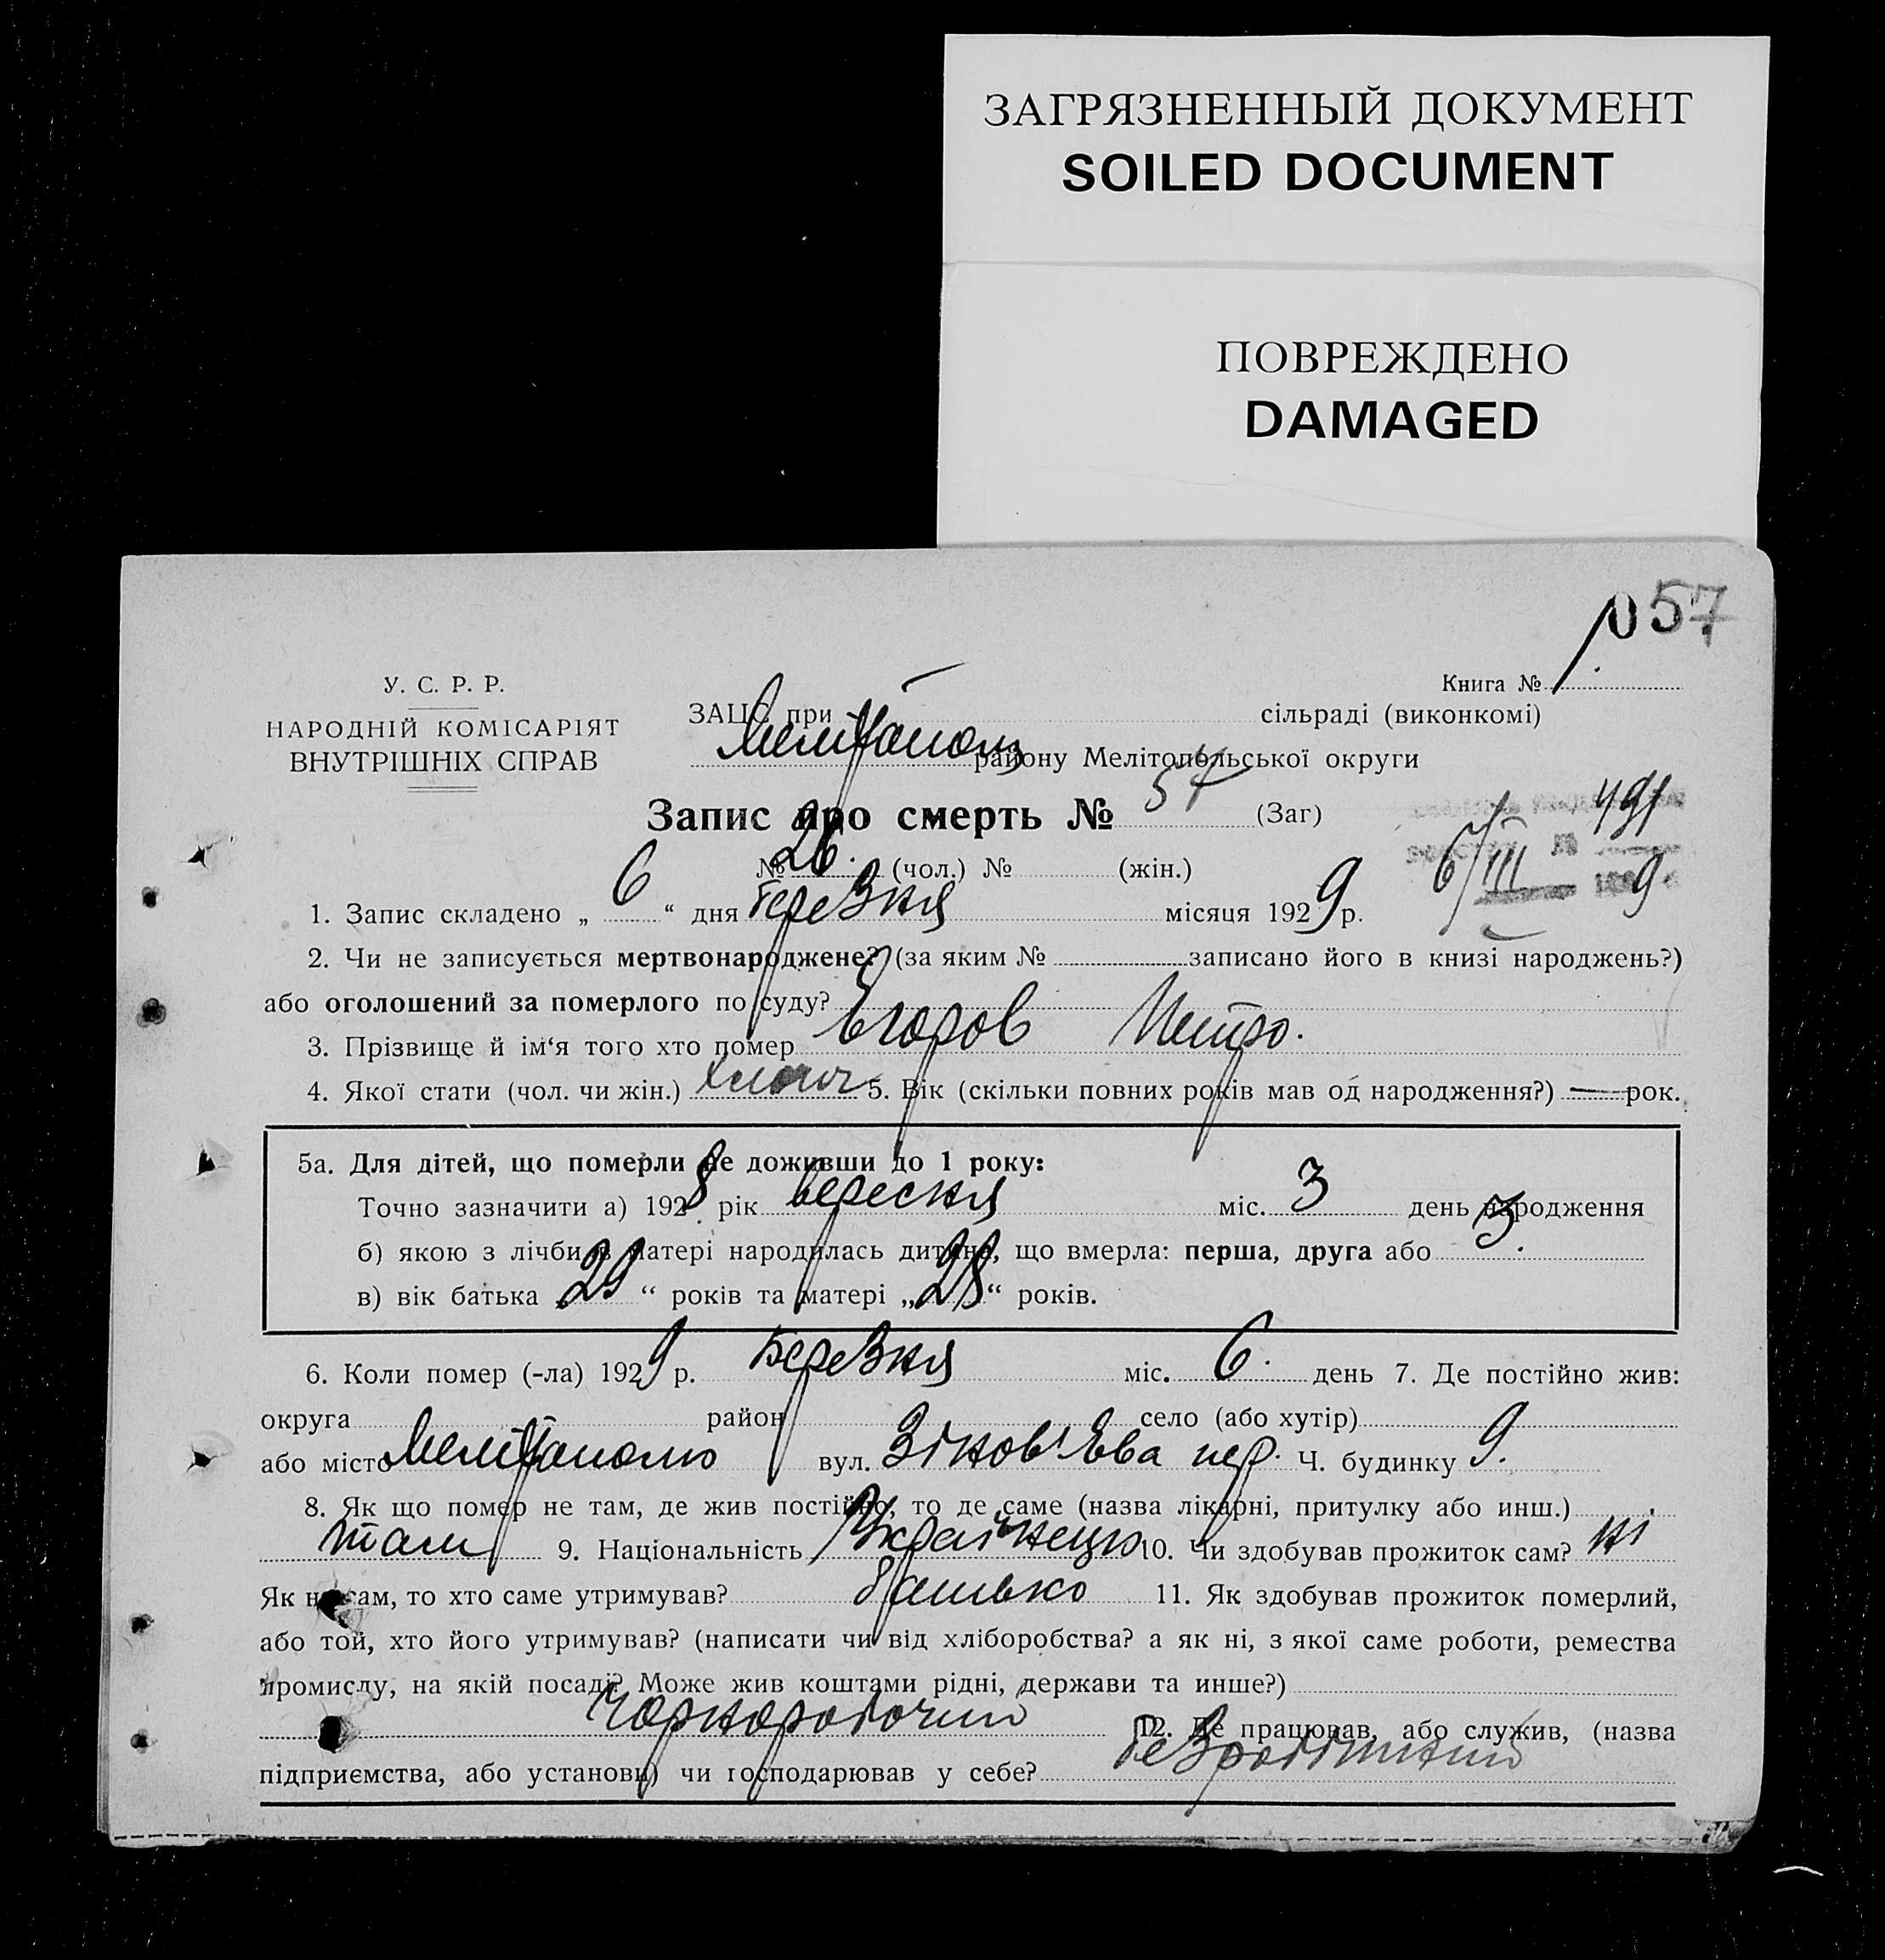 ЗАГРЯЗНЕННЫЙ ДОКУМЕНТ
SOILED DOCUMENT
ПОВРЕЖДЕНО
DAMAGED
057
У. С. Р. Р.
НАРОДНІЙ КОМІСАРІЯТ
ВНУТРІШНІХ СПРАВ
Книга № 1.
ЗАЦС при сільраді (виконкомі)
Мелітополь району Мелітопольської округи
Запис про смерть № 57 (Заг)
№ 26. (чол.) № (жін.)
491
6/III 9
1. Запис складено „ 6 “ дня березня місяця 1929 р.
2. Чи не записується мертвонароджене? (за яким № записано його в книзі народжень?)
або оголошений за померлого по суду?
3. Прізвище й ім‘я того хто помер Єгоров Петро.
4. Якої стати (чол. чи жін.) хлопч 5. Вік (скільки повних років мав од народження?) — рок.
5а. Для дітей, що померли не доживши до 1 року:
Точно зазначити а) 1928 рік вересня міс. 3 день народження
б) якою з лічби в матері народилась дитина, що вмерла: перша, друга або 3.
в) вік батька „29“ років та матері „28“ років.
6. Коли помер (-ла) 1929 р. Березня міс. 6. день 7. Де постійно жив:
округа район село (або хутір)
або місто Мелітополь вул. Зінов'Єва пер. Ч. будинку 9.
8. Як що помер не там, де жив постійно, то де саме (назва лікарні, притулку або инш.)
там 9. Національність Українець 10. Чи здобував прожиток сам? ні
Як не сам, то хто саме утримував? батько 11. Як здобував прожиток померлий,
або той, хто його утримував? (написати чи від хліборобства? а як ні, з якої саме роботи, ремества
промислу, на якій посаді? Може жив коштами рідні, держави та инше?)
Чорноробочий 12. Де працював, або служив, (назва
підприємства, або установи) чи господарював у себе? безробітний